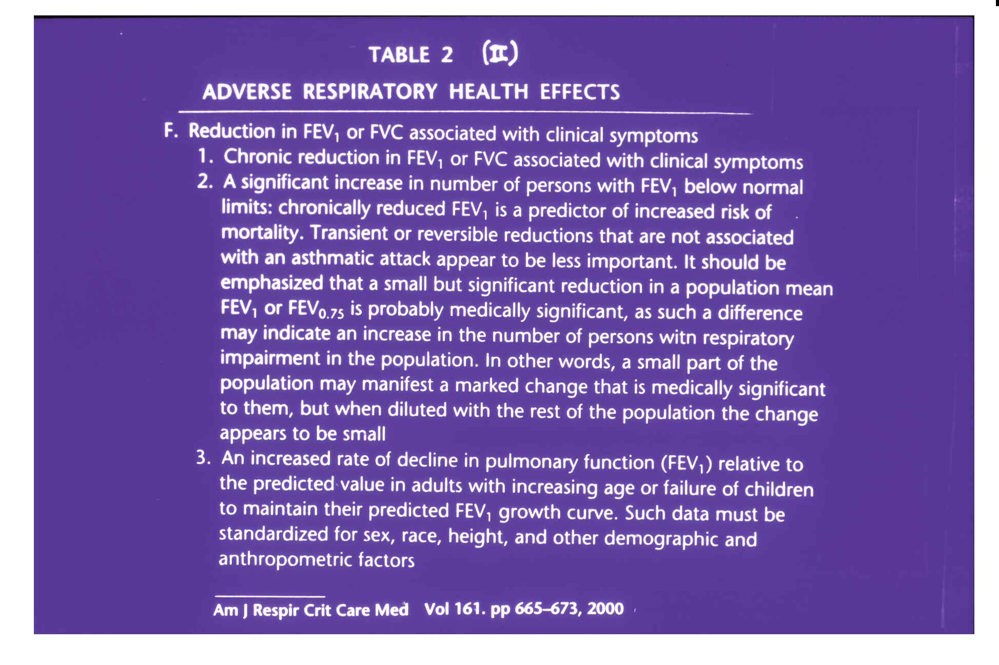 TABLE 2 (II)
ADVERSE RESPIRATORY HEALTH EFFECTS
F. Reduction in FEV₁ or FVC associated with clinical symptoms
1. Chronic reduction in FEV₁ or FVC associated with clinical symptoms
2. A significant increase in number of persons with FEV₁ below normal
limits: chronically reduced FEV₁ is a predictor of increased risk of
mortality. Transient or reversible reductions that are not associated
with an asthmatic attack appear to be less important. It should be
emphasized that a small but significant reduction in a population mean
FEV₁ or FEV₀.₇₅ is probably medically significant, as such a difference
may indicate an increase in the number of persons witn respiratory
impairment in the population. In other words, a small part of the
population may manifest a marked change that is medically significant
to them, but when diluted with the rest of the population the change
appears to be small
3. An increased rate of decline in pulmonary function (FEV₁) relative to
the predicted value in adults with increasing age or failure of children
to maintain their predicted FEV₁ growth curve. Such data must be
standardized for sex, race, height, and other demographic and
anthropometric factors
Am J Respir Crit Care Med Vol 161. pp 665–673, 2000